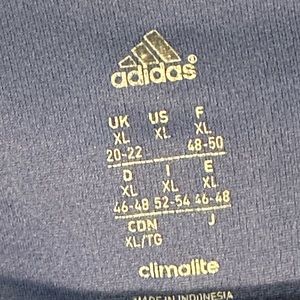 adidas®
UK US F
XL XL XL
20-22 48-50
D I E
XL XL XL
46-48 52-54 46-48
CDN J
XL/TG
climalite
MADE IN INDONESIA